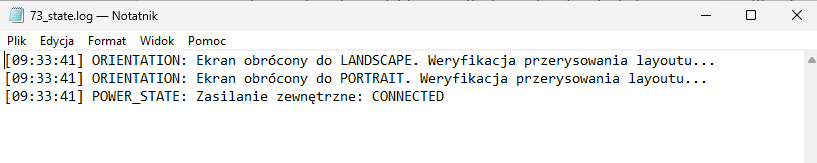 73_state.log — Notatnik
Plik Edycja Format Widok Pomoc
[09:33:41] ORIENTATION: Ekran obrócony do LANDSCAPE. Weryfikacja przerysowania layoutu...
[09:33:41] ORIENTATION: Ekran obrócony do PORTRAIT. Weryfikacja przerysowania layoutu...
[09:33:41] POWER_STATE: Zasilanie zewnętrzne: CONNECTED